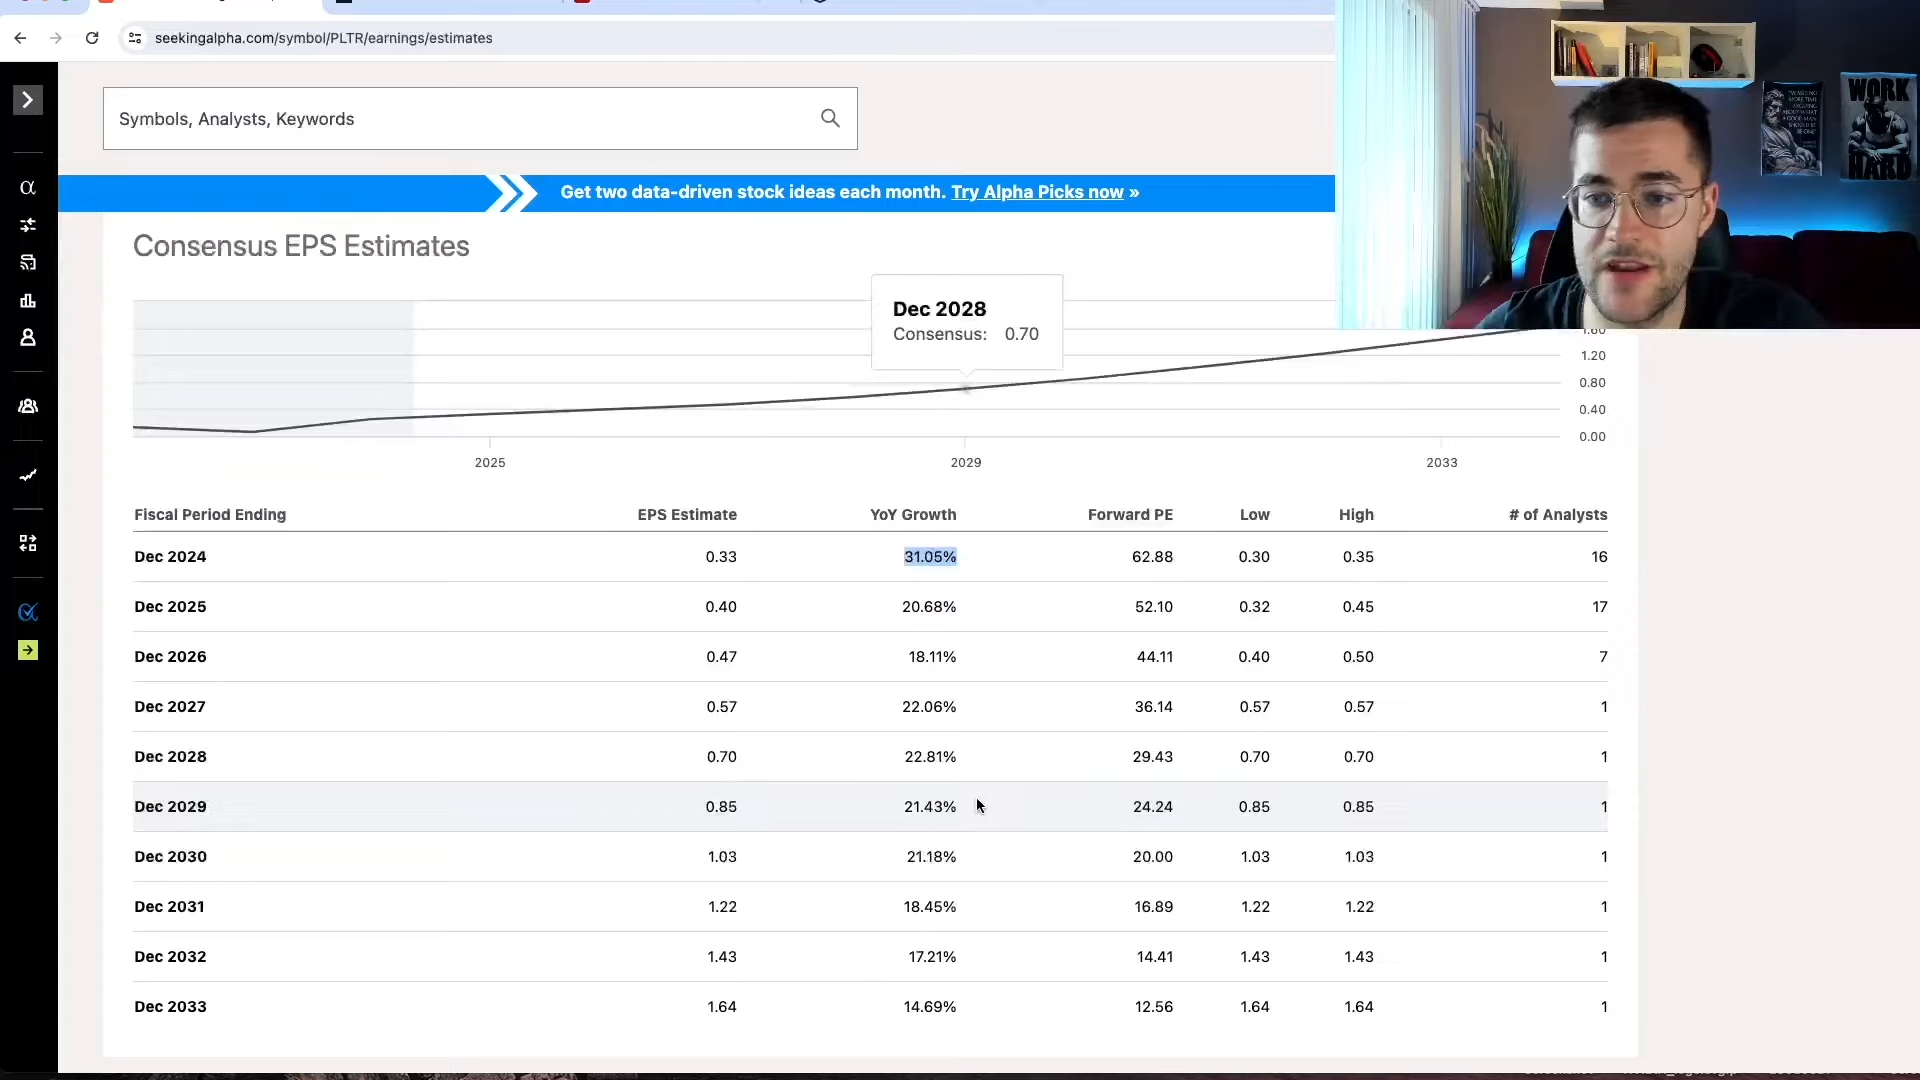 seekingalpha.com/symbol/PLTR/earnings/estimates
Symbols, Analysts, Keywords
Get two data-driven stock ideas each month. Try Alpha Picks now »
WORK
HARD
Consensus EPS Estimates
Dec 2028
Consensus: 0.70
1.60
1.20
0.80
0.40
0.00
2025 2029 2033
Fiscal Period Ending EPS Estimate YoY Growth Forward PE Low High # of Analysts
Dec 2024 0.33 31.05% 62.88 0.30 0.35 16
Dec 2025 0.40 20.68% 52.10 0.32 0.45 17
Dec 2026 0.47 18.11% 44.11 0.40 0.50 7
Dec 2027 0.57 22.06% 36.14 0.57 0.57 1
Dec 2028 0.70 22.81% 29.43 0.70 0.70 1
Dec 2029 0.85 21.43% 24.24 0.85 0.85 1
Dec 2030 1.03 21.18% 20.00 1.03 1.03 1
Dec 2031 1.22 18.45% 16.89 1.22 1.22 1
Dec 2032 1.43 17.21% 14.41 1.43 1.43 1
Dec 2033 1.64 14.69% 12.56 1.64 1.64 1